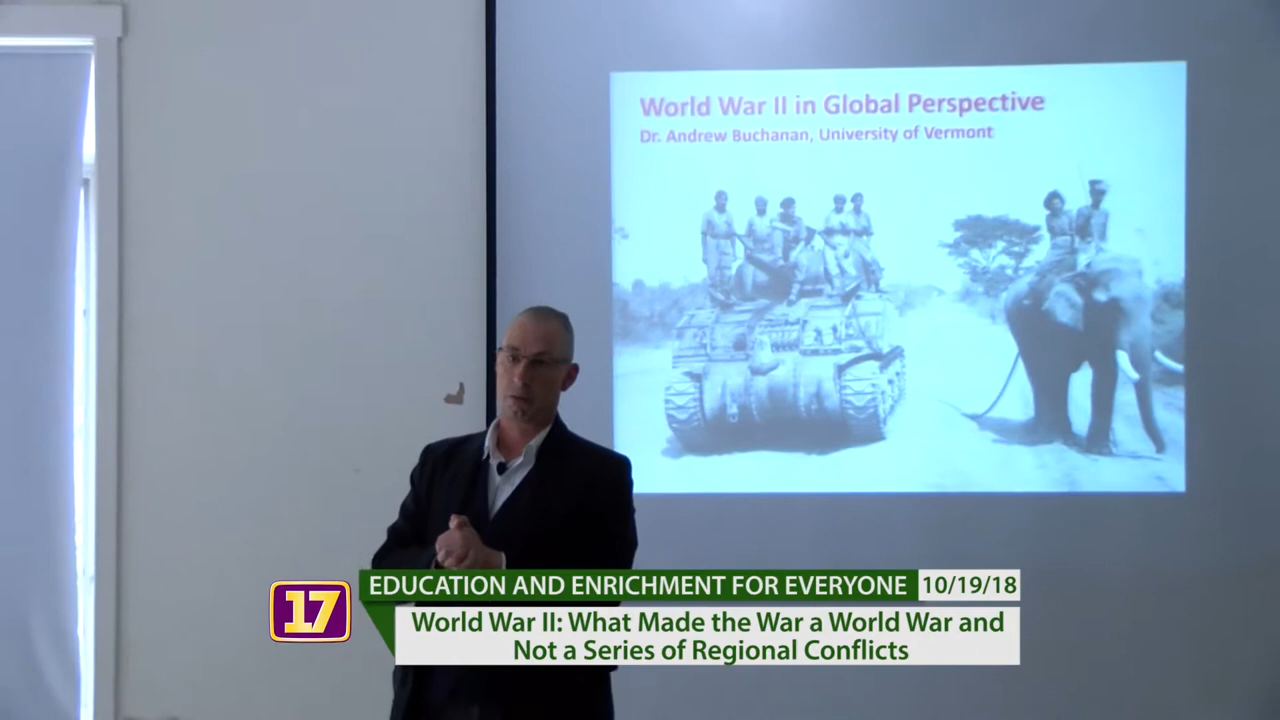 World War II in Global Perspective
Dr. Andrew Buchanan, University of Vermont
17
EDUCATION AND ENRICHMENT FOR EVERYONE 10/19/18
World War II: What Made the War a World War and
Not a Series of Regional Conflicts